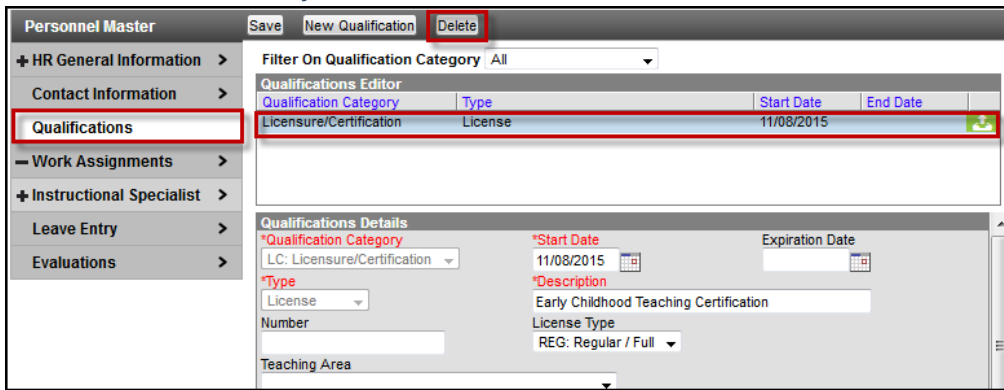 Personnel Master
Save New Qualification Delete
+ HR General Information >
Contact Information >
Qualifications
– Work Assignments >
+ Instructional Specialist >
Leave Entry >
Evaluations >
Filter On Qualification Category All
Qualifications Editor
Qualification Category Type Start Date End Date
Licensure/Certification License 11/08/2015
Qualifications Details
*Qualification Category *Start Date Expiration Date
LC: Licensure/Certification 11/08/2015
*Type *Description
License Early Childhood Teaching Certification
Number License Type
REG: Regular / Full
Teaching Area